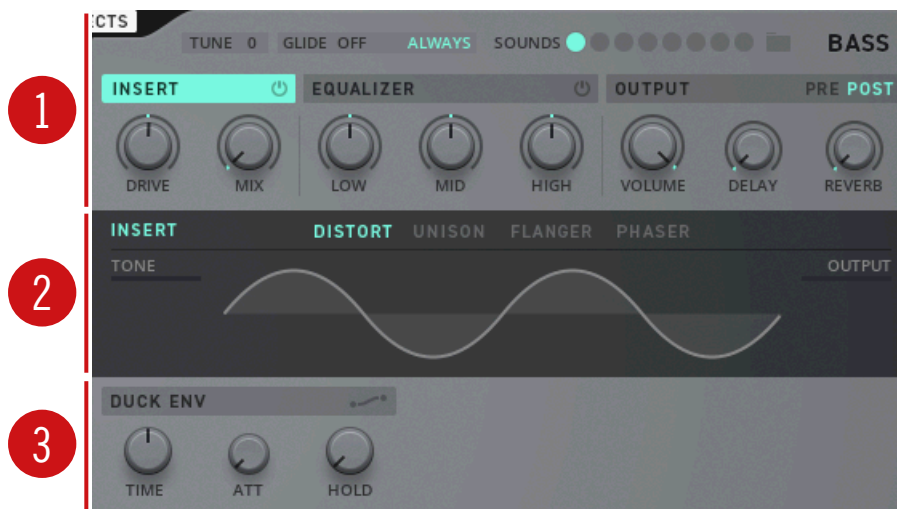 ECTS
TUNE 0 GLIDE OFF ALWAYS SOUNDS BASS
1
INSERT EQUALIZER OUTPUT PRE POST
DRIVE MIX LOW MID HIGH VOLUME DELAY REVERB
2
INSERT DISTORT UNISON FLANGER PHASER
TONE OUTPUT
3
DUCK ENV
TIME ATT HOLD